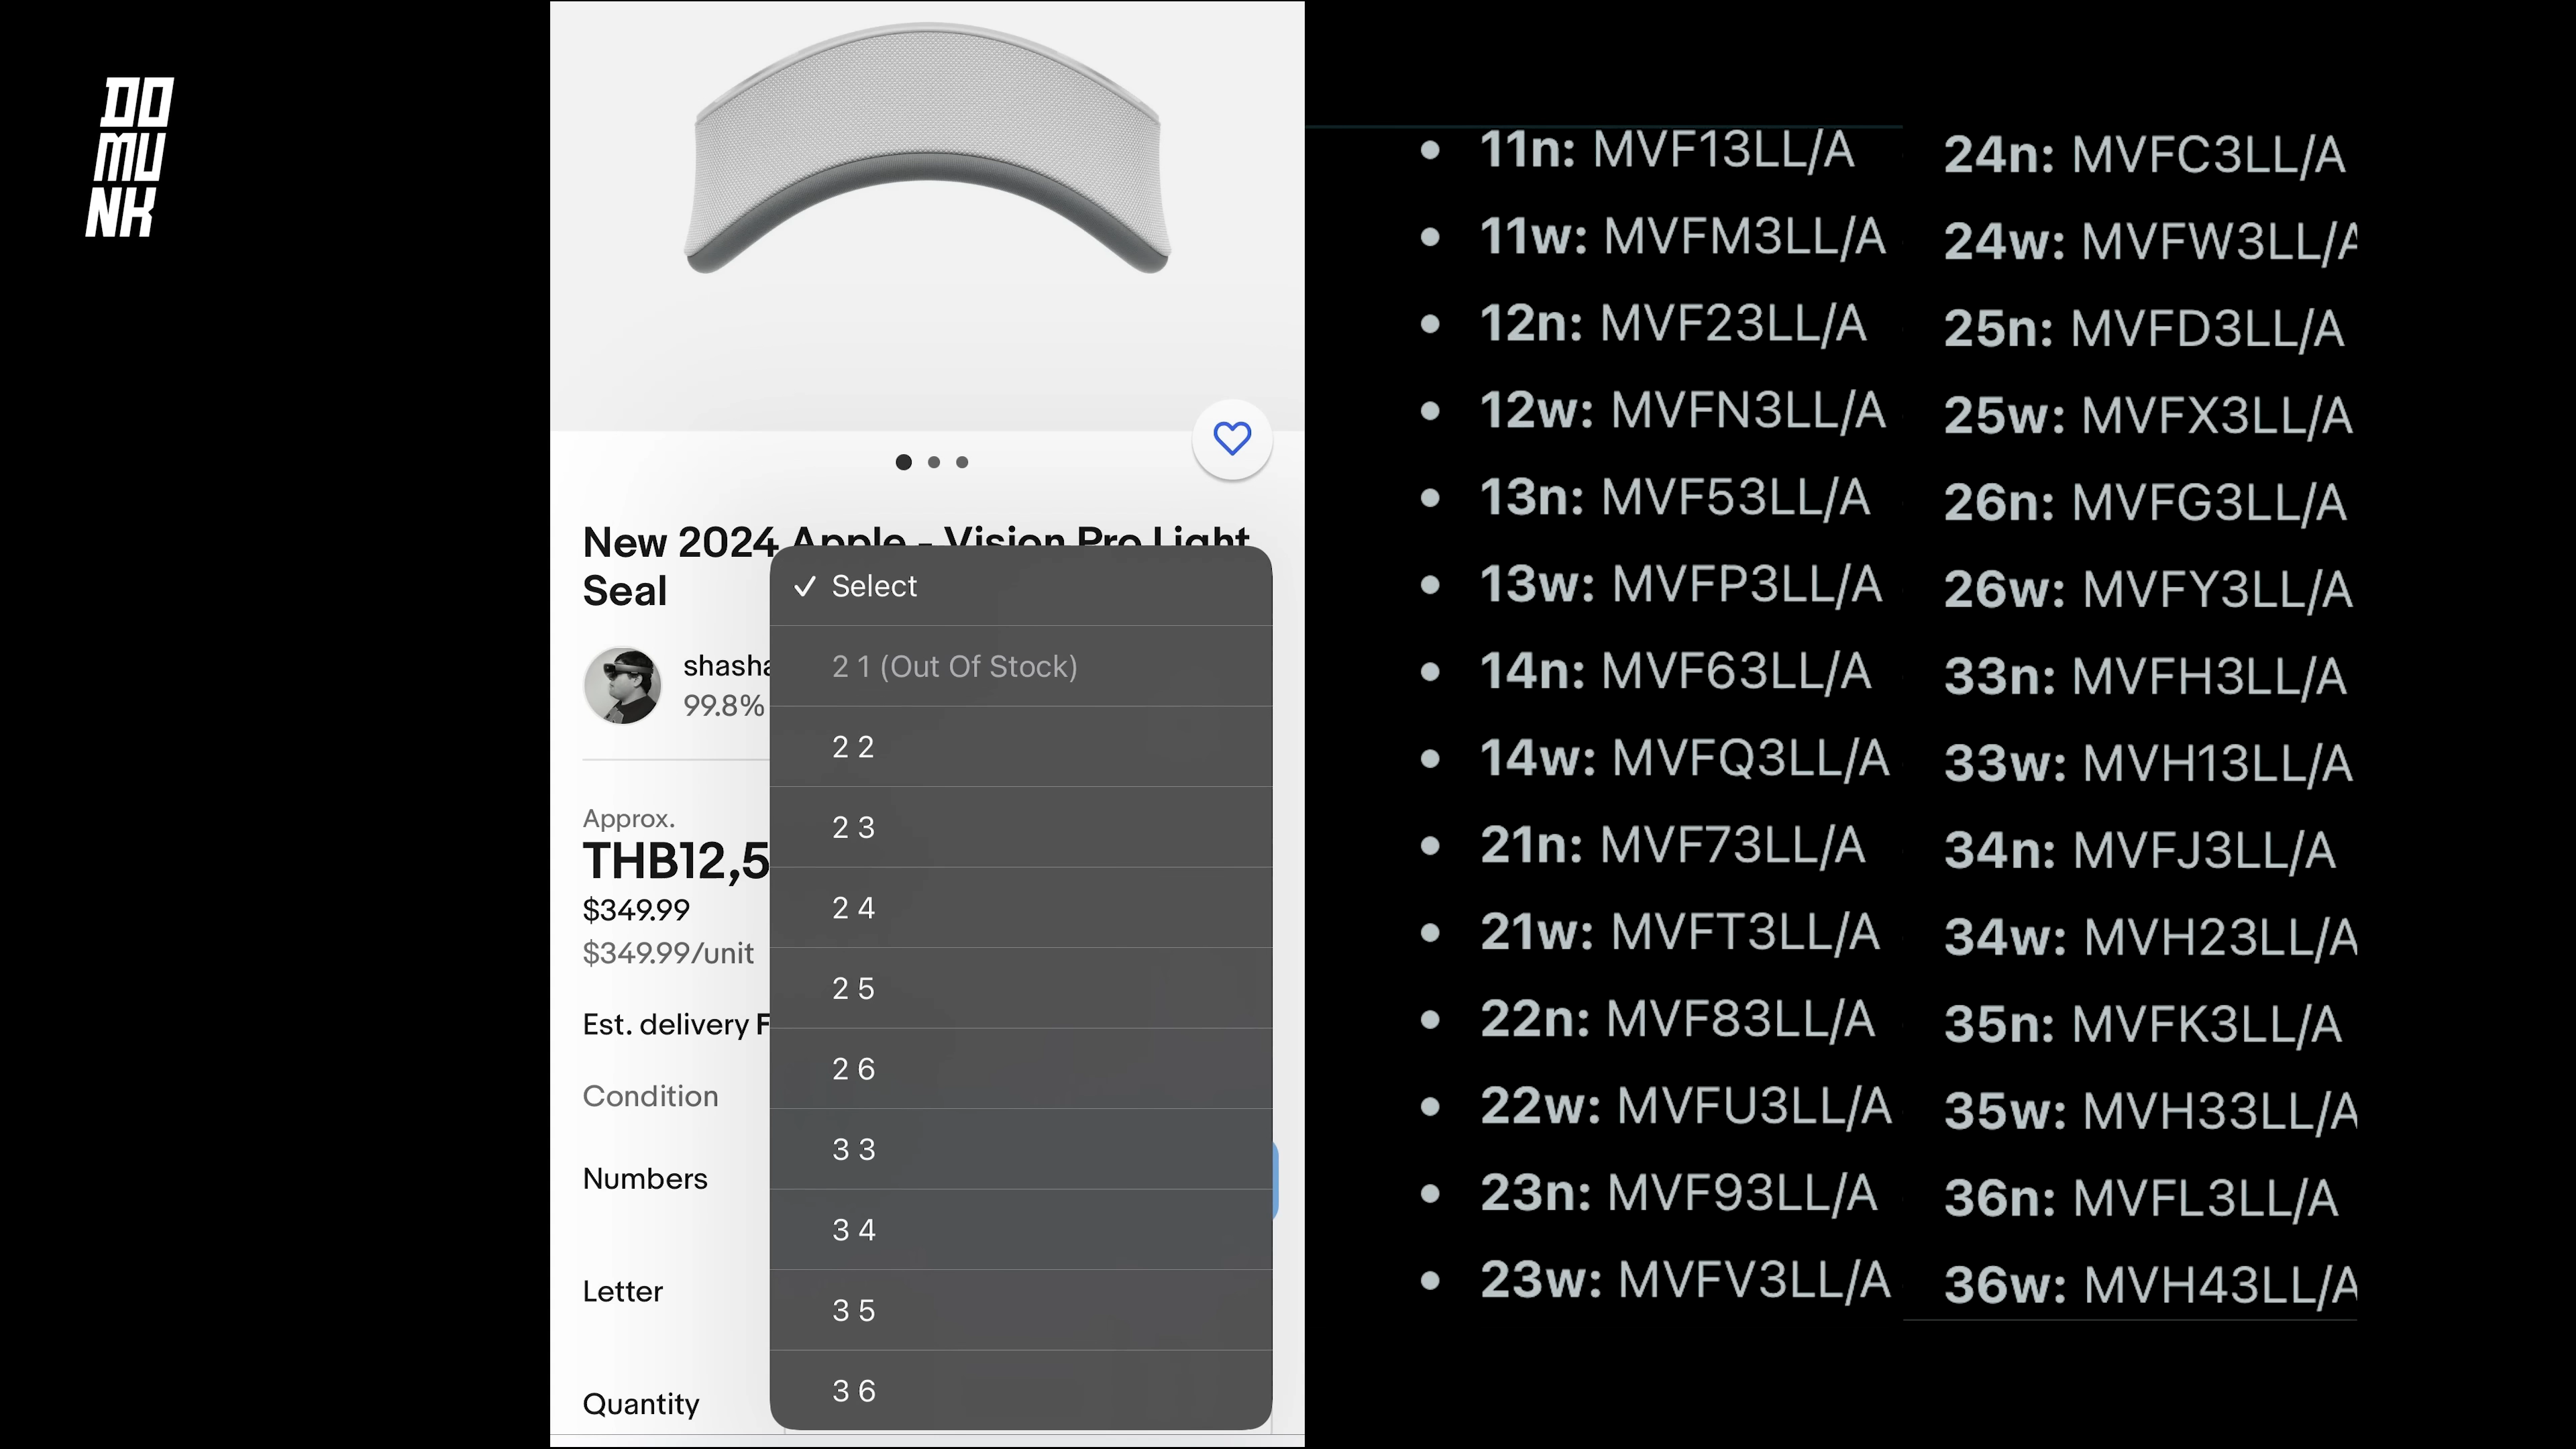 DO
MU
NK
New 2024 Apple - Vision Pro Light
Seal
shasha
99.8%
Approx.
THB12,5
$349.99
$349.99/unit
Est. delivery F
Condition
Numbers
Letter
Quantity
✓ Select
2 1 (Out Of Stock)
2 2
2 3
2 4
2 5
2 6
3 3
3 4
3 5
3 6
• 11n: MVF13LL/A
• 11w: MVFM3LL/A
• 12n: MVF23LL/A
• 12w: MVFN3LL/A
• 13n: MVF53LL/A
• 13w: MVFP3LL/A
• 14n: MVF63LL/A
• 14w: MVFQ3LL/A
• 21n: MVF73LL/A
• 21w: MVFT3LL/A
• 22n: MVF83LL/A
• 22w: MVFU3LL/A
• 23n: MVF93LL/A
• 23w: MVFV3LL/A
24n: MVFC3LL/A
24w: MVFW3LL/A
25n: MVFD3LL/A
25w: MVFX3LL/A
26n: MVFG3LL/A
26w: MVFY3LL/A
33n: MVFH3LL/A
33w: MVH13LL/A
34n: MVFJ3LL/A
34w: MVH23LL/A
35n: MVFK3LL/A
35w: MVH33LL/A
36n: MVFL3LL/A
36w: MVH43LL/A